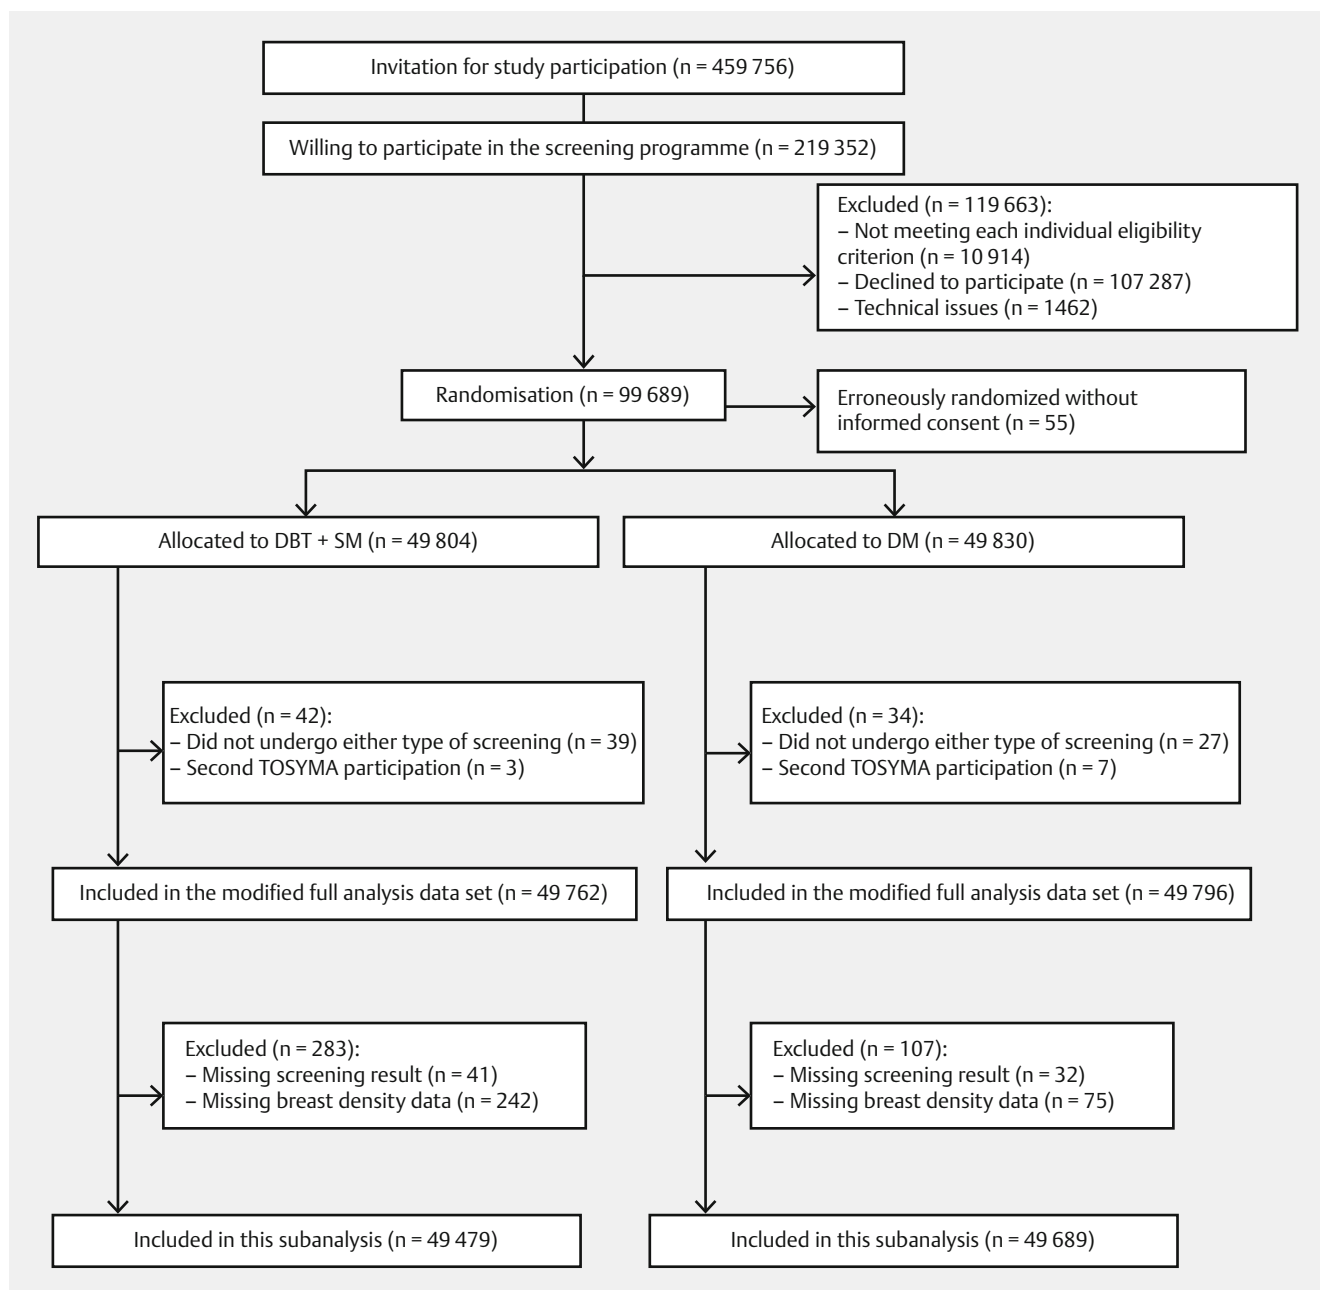 Invitation for study participation (n = 459 756)
Willing to participate in the screening programme (n = 219 352)
Excluded (n = 119 663):
– Not meeting each individual eligibility
criterion (n = 10 914)
– Declined to participate (n = 107 287)
– Technical issues (n = 1462)
Randomisation (n = 99 689)
Erroneously randomized without
informed consent (n = 55)
Allocated to DBT + SM (n = 49 804)
Allocated to DM (n = 49 830)
Excluded (n = 42):
– Did not undergo either type of screening (n = 39)
– Second TOSYMA participation (n = 3)
Excluded (n = 34):
– Did not undergo either type of screening (n = 27)
– Second TOSYMA participation (n = 7)
Included in the modified full analysis data set (n = 49 762)
Included in the modified full analysis data set (n = 49 796)
Excluded (n = 283):
– Missing screening result (n = 41)
– Missing breast density data (n = 242)
Excluded (n = 107):
– Missing screening result (n = 32)
– Missing breast density data (n = 75)
Included in this subanalysis (n = 49 479)
Included in this subanalysis (n = 49 689)